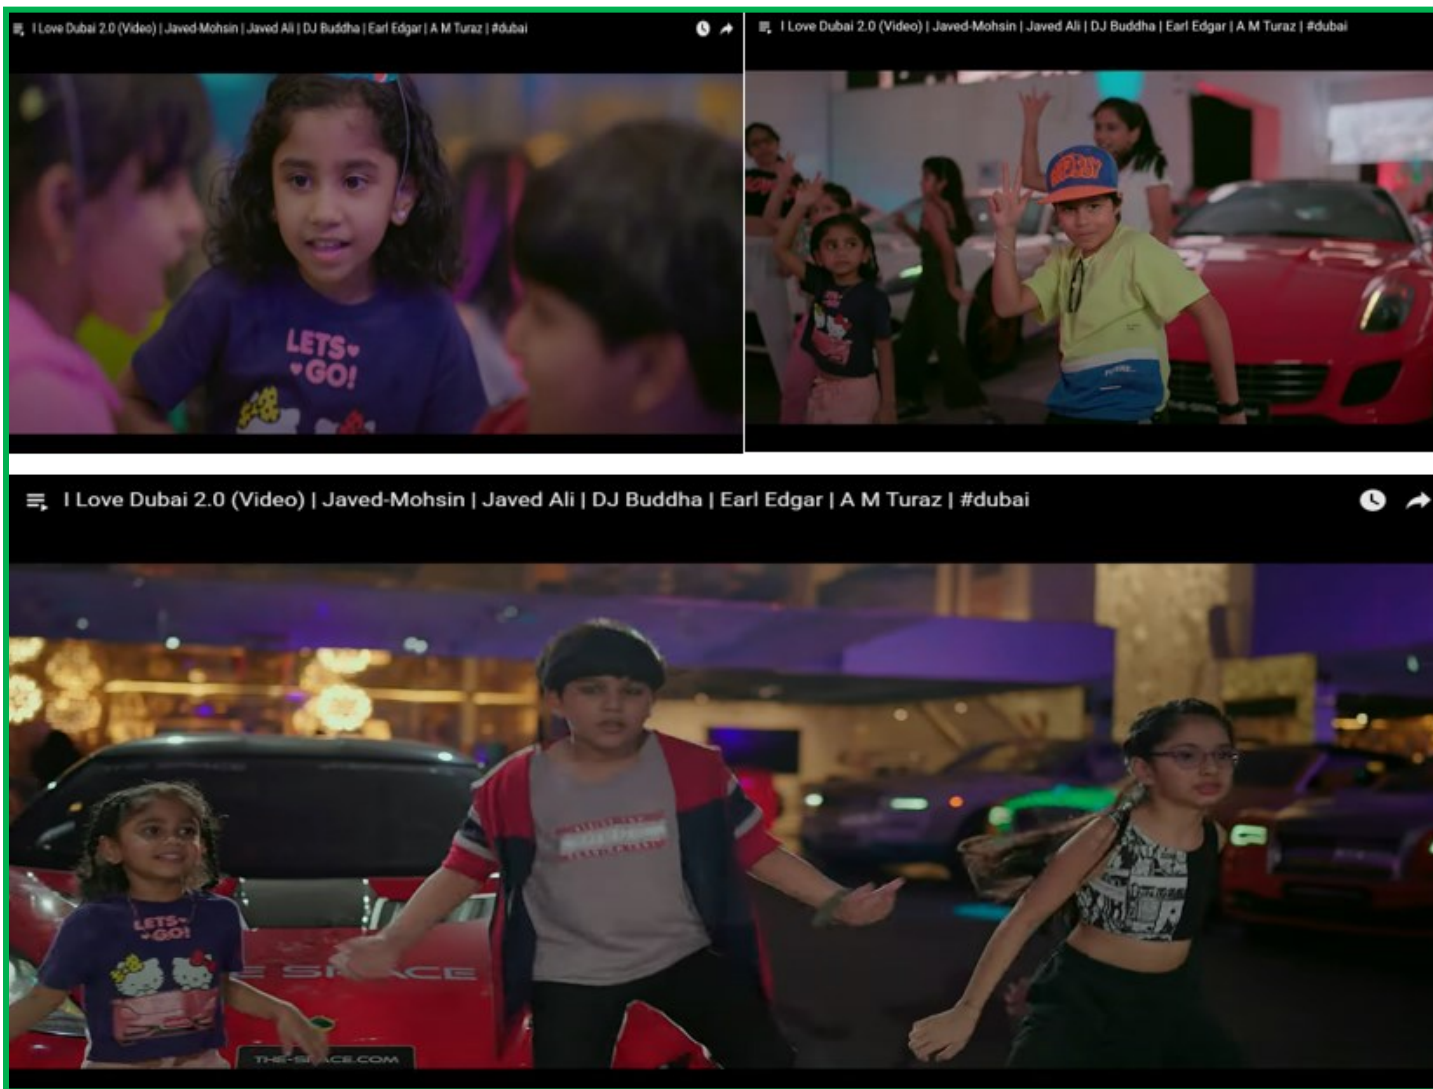 I Love Dubai 2.0 (Video) | Javed-Mohsin | Javed Ali | DJ Buddha | Earl Edgar | A M Turaz | #dubai
LETS
GO!
I Love Dubai 2.0 (Video) | Javed-Mohsin | Javed Ali | DJ Buddha | Earl Edgar | A M Turaz | #dubai
I Love Dubai 2.0 (Video) | Javed-Mohsin | Javed Ali | DJ Buddha | Earl Edgar | A M Turaz | #dubai
LETS
GO!
E SPACE
THE-SPACE.COM